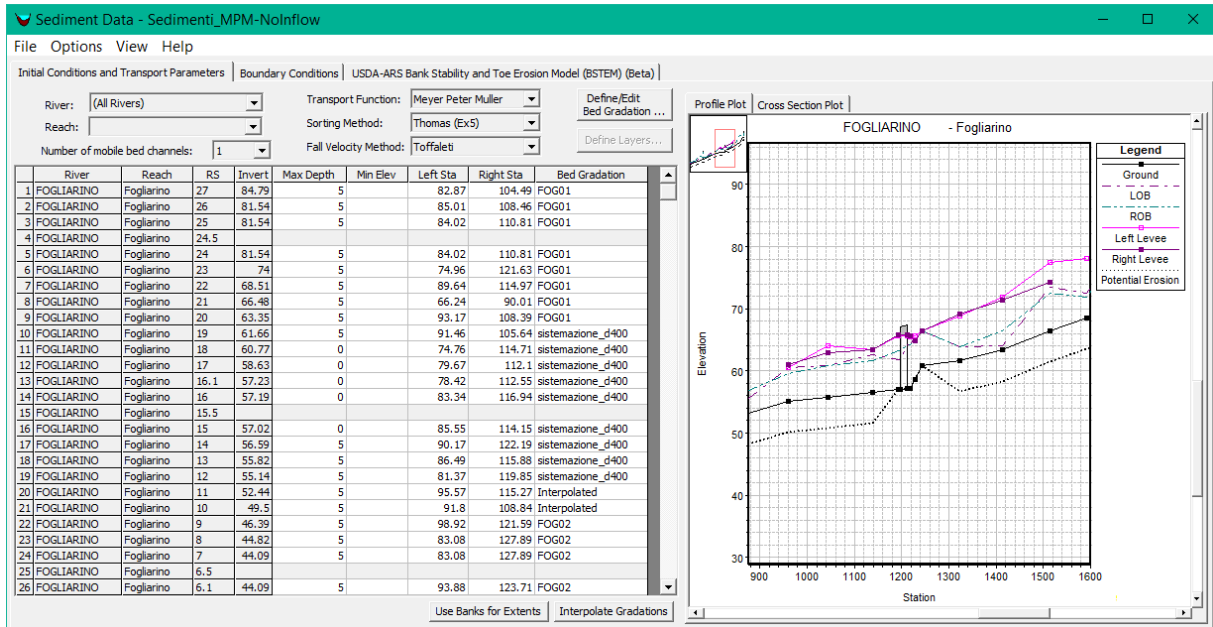 Sediment Data - Sedimenti_MPM-NoInflow
File Options View Help
Initial Conditions and Transport Parameters Boundary Conditions USDA-ARS Bank Stability and Toe Erosion Model (BSTEM) (Beta)
River: (All Rivers) Transport Function: Meyer Peter Muller Define/Edit Bed Gradation ...
Reach: Sorting Method: Thomas (Ex5) Define Layers...
Number of mobile bed channels: 1 Fall Velocity Method: Toffaleti
River Reach RS Invert Max Depth Min Elev Left Sta Right Sta Bed Gradation
1 FOGLIARINO Fogliarino 27 84.79 5 82.87 104.49 FOG01
2 FOGLIARINO Fogliarino 26 81.54 5 85.01 108.46 FOG01
3 FOGLIARINO Fogliarino 25 81.54 5 84.02 110.81 FOG01
4 FOGLIARINO Fogliarino 24.5
5 FOGLIARINO Fogliarino 24 81.54 5 84.02 110.81 FOG01
6 FOGLIARINO Fogliarino 23 74 5 74.96 121.63 FOG01
7 FOGLIARINO Fogliarino 22 68.51 5 89.64 114.97 FOG01
8 FOGLIARINO Fogliarino 21 66.48 5 66.24 90.01 FOG01
9 FOGLIARINO Fogliarino 20 63.35 5 93.17 108.39 FOG01
10 FOGLIARINO Fogliarino 19 61.66 5 91.46 105.64 sistemazione_d400
11 FOGLIARINO Fogliarino 18 60.77 0 74.76 114.71 sistemazione_d400
12 FOGLIARINO Fogliarino 17 58.63 0 79.67 112.1 sistemazione_d400
13 FOGLIARINO Fogliarino 16.1 57.23 0 78.42 112.55 sistemazione_d400
14 FOGLIARINO Fogliarino 16 57.19 0 83.34 116.94 sistemazione_d400
15 FOGLIARINO Fogliarino 15.5
16 FOGLIARINO Fogliarino 15 57.02 0 85.55 114.15 sistemazione_d400
17 FOGLIARINO Fogliarino 14 56.59 5 90.17 122.19 sistemazione_d400
18 FOGLIARINO Fogliarino 13 55.82 5 86.49 115.88 sistemazione_d400
19 FOGLIARINO Fogliarino 12 55.14 5 81.37 119.85 sistemazione_d400
20 FOGLIARINO Fogliarino 11 52.44 5 95.57 115.27 Interpolated
21 FOGLIARINO Fogliarino 10 49.5 5 91.8 108.84 Interpolated
22 FOGLIARINO Fogliarino 9 46.39 5 98.92 121.59 FOG02
23 FOGLIARINO Fogliarino 8 44.82 5 83.08 127.89 FOG02
24 FOGLIARINO Fogliarino 7 44.09 5 83.08 127.89 FOG02
25 FOGLIARINO Fogliarino 6.5
26 FOGLIARINO Fogliarino 6.1 44.09 5 93.88 123.71 FOG02
Use Banks for Extents Interpolate Gradations
Profile Plot Cross Section Plot
FOGLIARINO - Fogliarino
Legend
Ground
LOB
ROB
Left Levee
Right Levee
Potential Erosion
Elevation
90
80
70
60
50
40
30
900 1000 1100 1200 1300 1400 1500 1600
Station